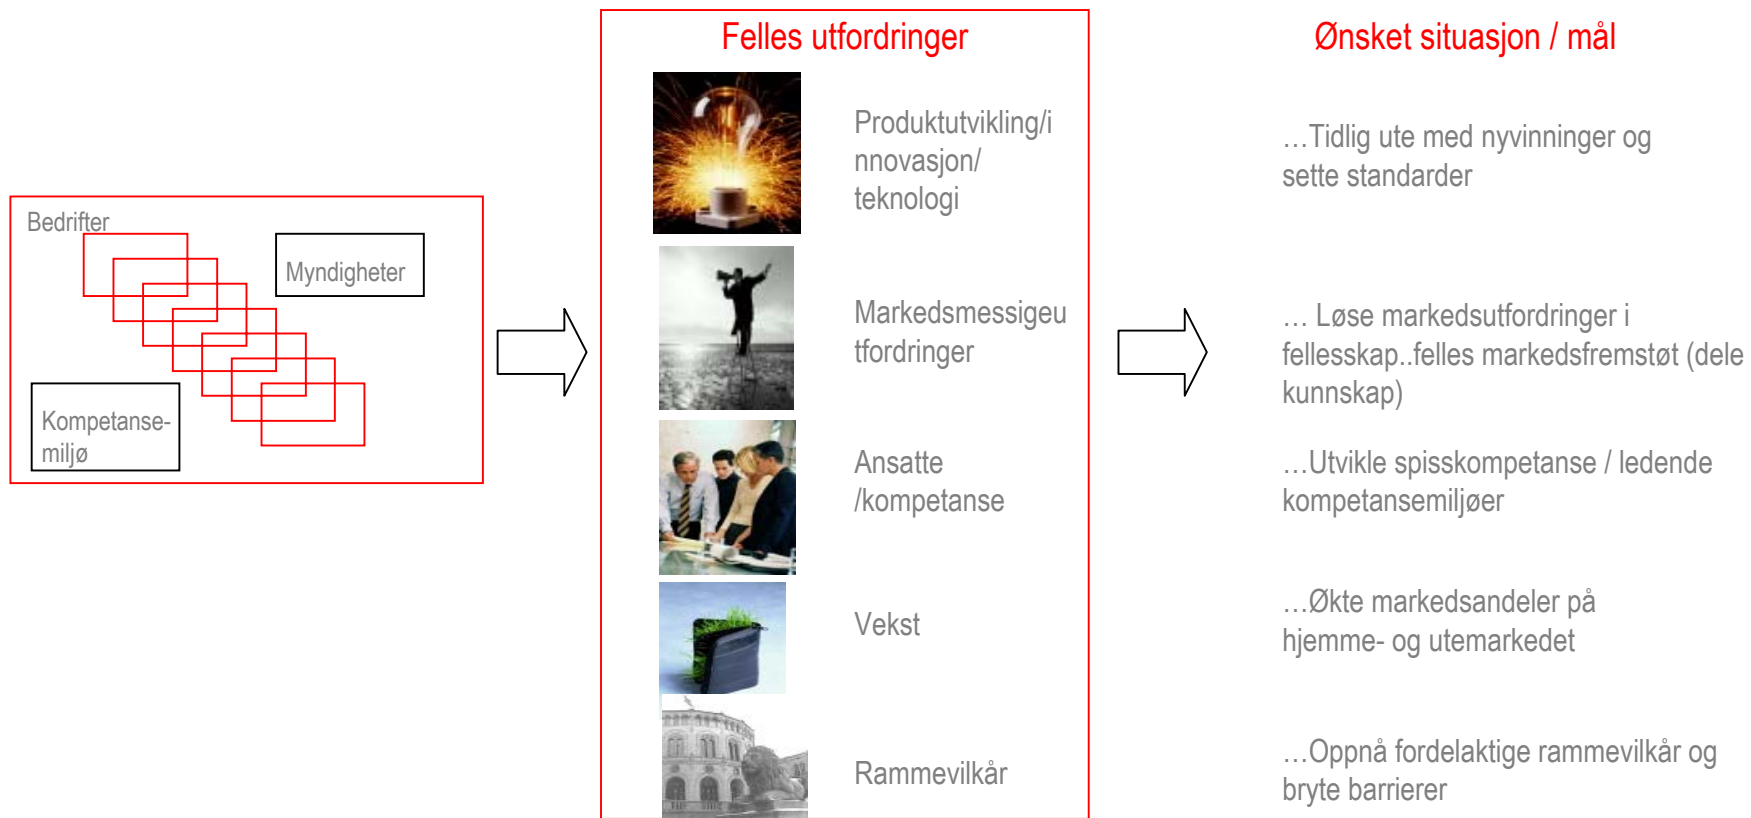 Bedrifter
Myndigheter
Kompetanse-
miljø
Felles utfordringer
Produktutvikling/i
nnovasjon/
teknologi
Markedsmessigeu
tfordringer
Ansatte
/kompetanse
Vekst
Rammevilkår
Ønsket situasjon / mål
…Tidlig ute med nyvinninger og
sette standarder
… Løse markedsutfordringer i
fellesskap..felles markedsfremstøt (dele
kunnskap)
…Utvikle spisskompetanse / ledende
kompetansemiljøer
…Økte markedsandeler på
hjemme- og utemarkedet
…Oppnå fordelaktige rammevilkår og
bryte barrierer